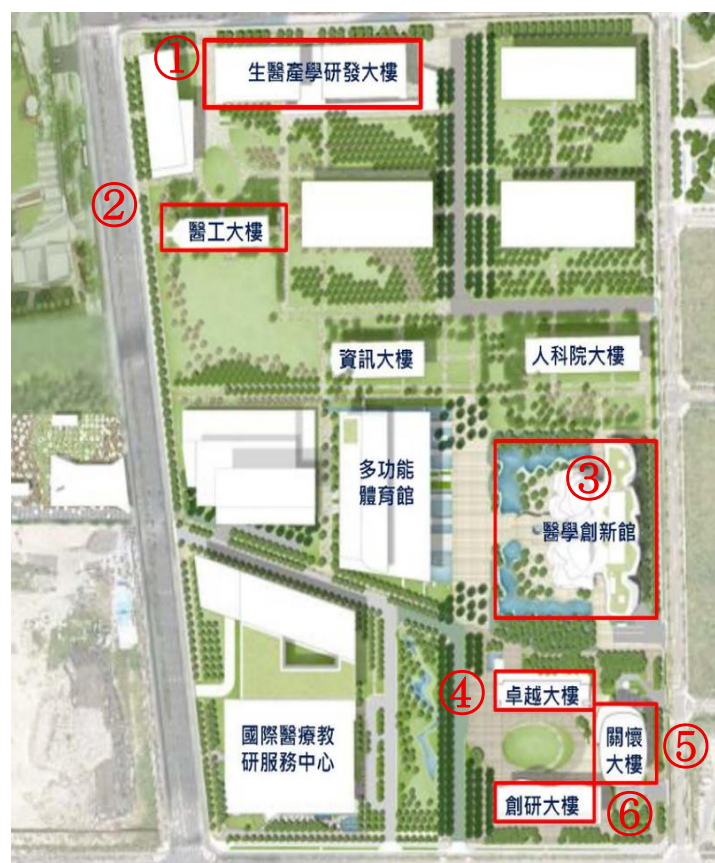 ①
生醫產學研發大樓
②
醫工大樓
資訊大樓
人科院大樓
多功能
體育館
③
醫學創新館
④
卓越大樓
國際醫療教
研服務中心
關懷
大樓
⑤
創研大樓
⑥